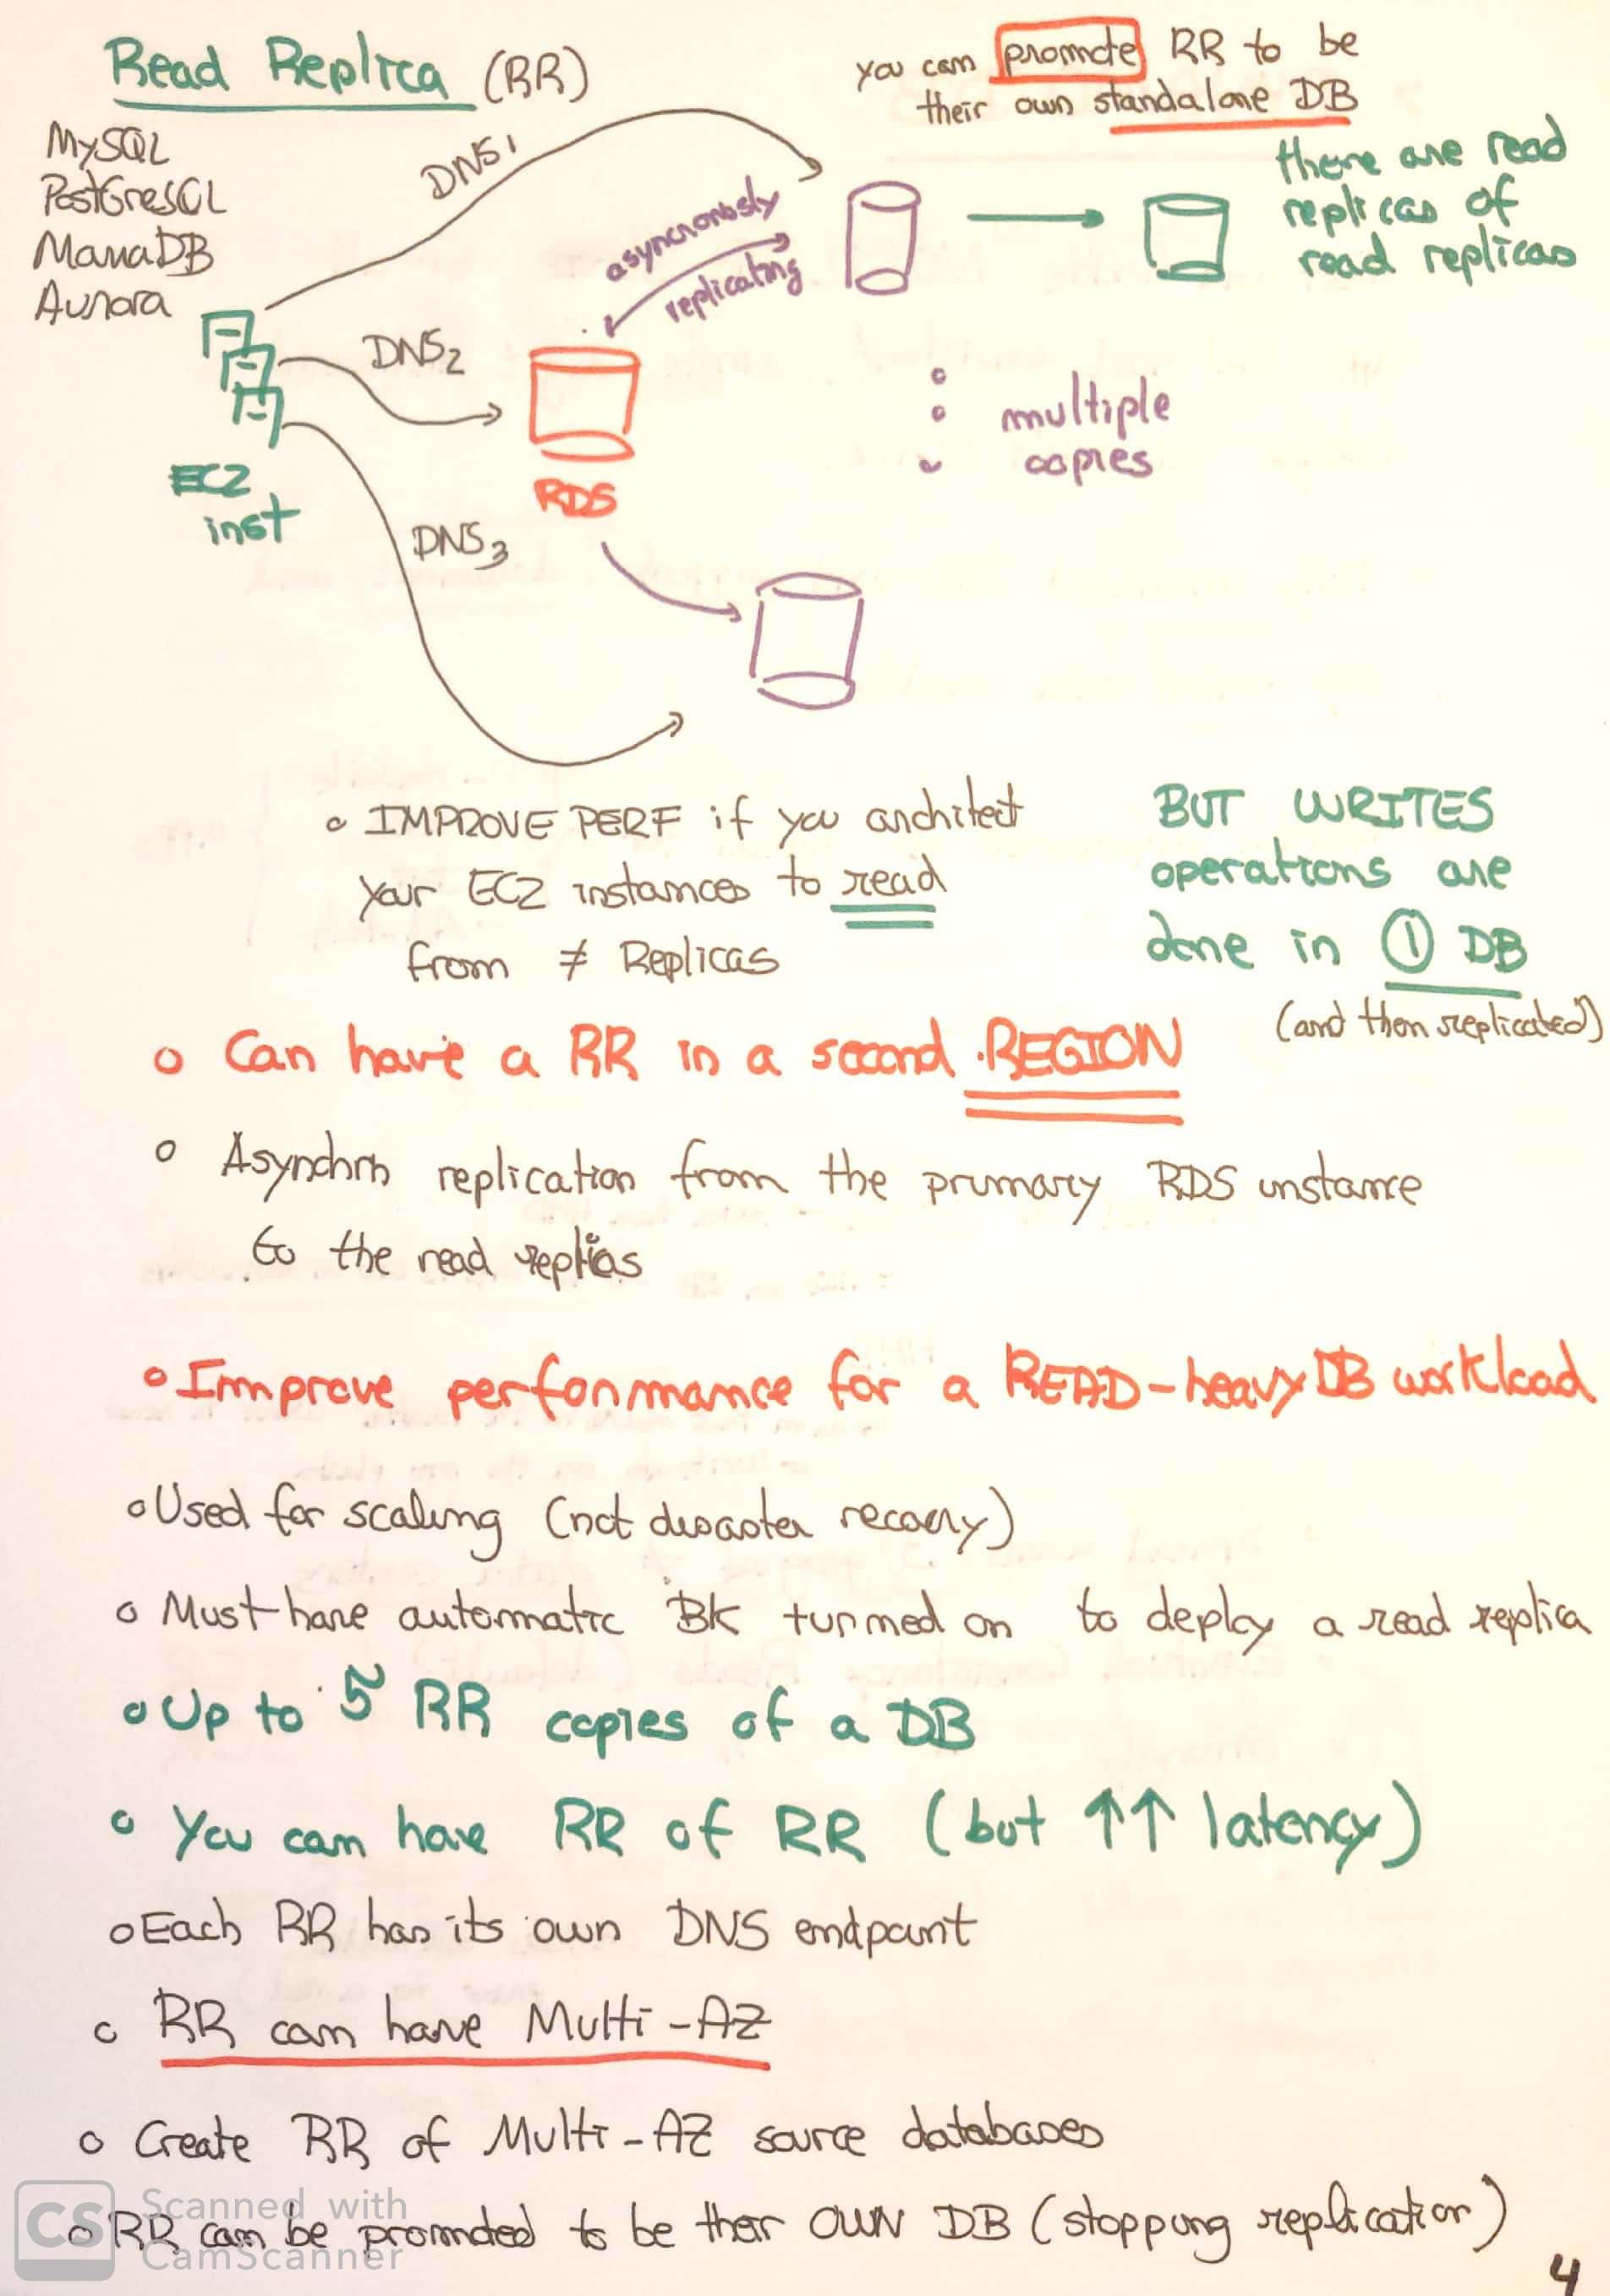 Read Replica (RR)
you can promote RR to be
their own standalone DB
MySQL
PostGresQL
MariaDB
Aurora
DNS1
asyncronously
replicating
there are read
replicas of
read replicas
DNS2
EC2
inst
RDS
multiple
copies
DNS3
IMPROVE PERF if you architect
your EC2 instances to read
from ≠ Replicas
BUT WRITES
operations are
done in 1 DB
(and then replicated)
o Can have a RR in a second REGION
o Asynchrn replication from the primary RDS instance
to the read replicas
o Improve performance for a READ-heavy DB workload
o Used for scaling (not disaster recovery)
o Must have automatic BK turned on to deploy a read replica
o Up to 5 RR copies of a DB
o You can have RR of RR (but ↑↑ latency)
o Each RR has its own DNS endpoint
o RR can have Multi-AZ
o Create RR of Multi-AZ source databases
o RR can be promoted to be their OWN DB (stopping replication)
CS Scanned with
CamScanner
4